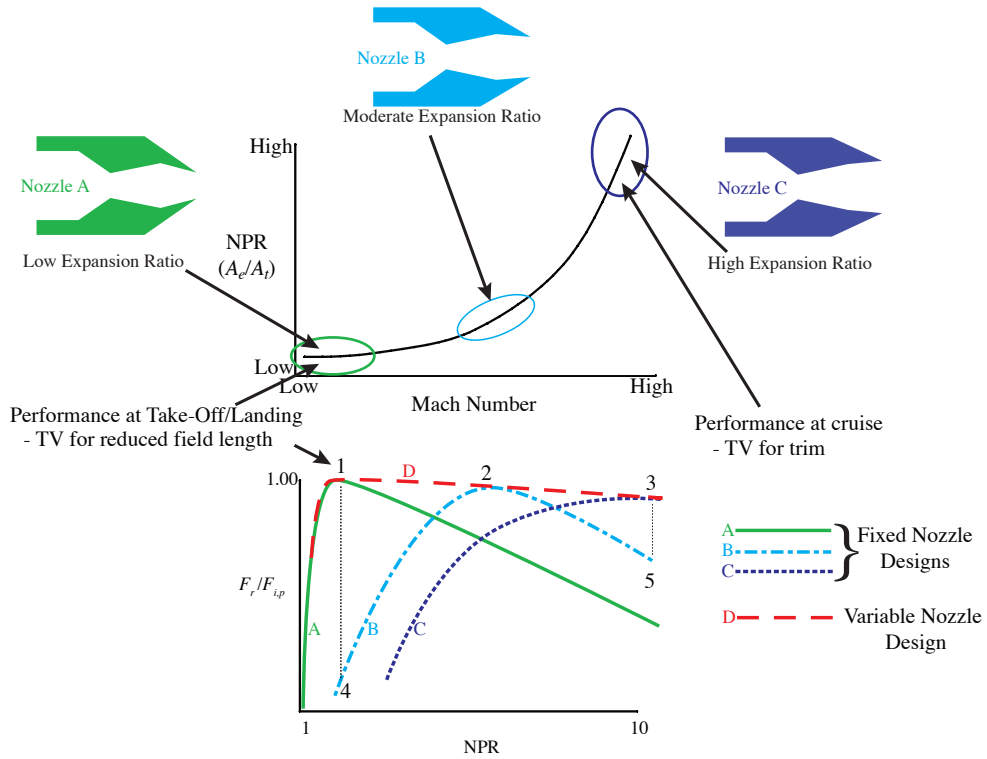 Nozzle B
Moderate Expansion Ratio
Nozzle A
Low Expansion Ratio
Nozzle C
High Expansion Ratio
High
NPR
(Ae/At)
Low
Low
High
Mach Number
Performance at Take-Off/Landing
- TV for reduced field length
Performance at cruise
- TV for trim
1.00
1
D
2
3
Fr/Fi,p
A
B
C
4
5
1
10
NPR
A
B
C
Fixed Nozzle
Designs
D
Variable Nozzle
Design